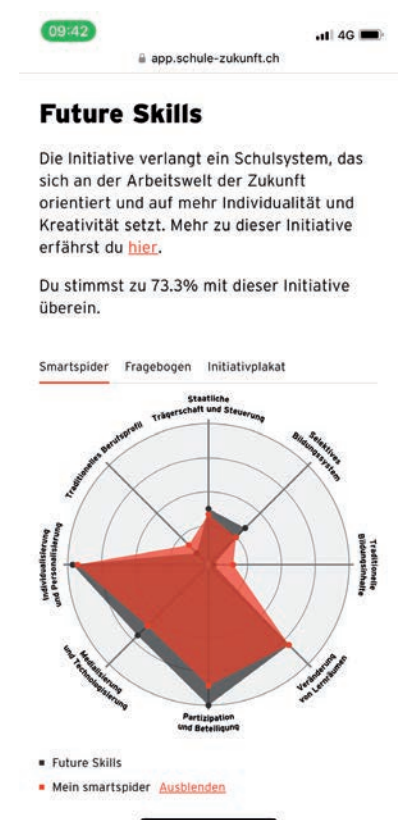 09:42
4G
app.schule-zukunft.ch
Future Skills
Die Initiative verlangt ein Schulsystem, das
sich an der Arbeitswelt der Zukunft
orientiert und auf mehr Individualität und
Kreativität setzt. Mehr zu dieser Initiative
erfährst du hier.
Du stimmst zu 73.3% mit dieser Initiative
überein.
Smartspider Fragebogen Initiativplakat
Staatliche
Trägerschaft und Steuerung
Selektives
Bildungssystem
Traditionelle
Bildungsinhalte
Veränderung
von Lernräumen
Partizipation
und Beteiligung
Medialisierung
und Technologisierung
Individualisierung
und Personalisierung
Traditionelles Berufsprofil
Future Skills
Mein smartspider Ausblenden